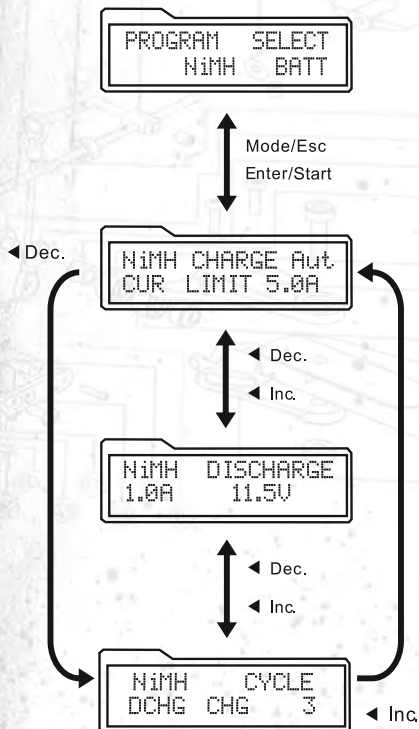 PROGRAM SELECT
NiMH BATT
Mode/Esc
Enter/Start
◄ Dec.
NiMH CHARGE Aut
CUR LIMIT 5.0A
◄ Dec.
◄ Inc.
NiMH DISCHARGE
1.0A 11.5V
◄ Dec.
◄ Inc.
NiMH CYCLE
DCHG CHG 3
◄ Inc.